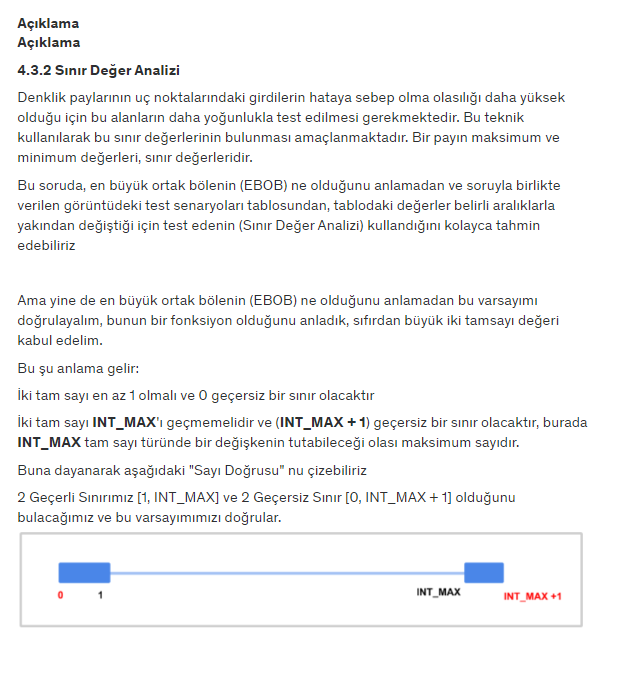 Açıklama
Açıklama
4.3.2 Sınır Değer Analizi
Denklik paylarının uç noktalarındaki girdilerin hataya sebep olma olasılığı daha yüksek
olduğu için bu alanların daha yoğunlukla test edilmesi gerekmektedir. Bu teknik
kullanılarak bu sınır değerlerinin bulunması amaçlanmaktadır. Bir payın maksimum ve
minimum değerleri, sınır değerleridir.
Bu soruda, en büyük ortak bölenin (EBOB) ne olduğunu anlamadan ve soruyla birlikte
verilen görüntüdeki test senaryoları tablosundan, tablodaki değerler belirli aralıklarla
yakından değiştiği için test edenin (Sınır Değer Analizi) kullandığını kolayca tahmin
edebiliriz
Ama yine de en büyük ortak bölenin (EBOB) ne olduğunu anlamadan bu varsayımı
doğrulayalım, bunun bir fonksiyon olduğunu anladık, sıfırdan büyük iki tamsayı değeri
kabul edelim.
Bu şu anlama gelir:
İki tam sayı en az 1 olmalı ve 0 geçersiz bir sınır olacaktır
İki tam sayı INT_MAX'ı geçmemelidir ve (INT_MAX + 1) geçersiz bir sınır olacaktır, burada
INT_MAX tam sayı türünde bir değişkenin tutabileceği olası maksimum sayıdır.
Buna dayanarak aşağıdaki "Sayı Doğrusu" nu çizebiliriz
2 Geçerli Sınırımız [1, INT_MAX] ve 2 Geçersiz Sınır [0, INT_MAX + 1] olduğunu
bulacağımız ve bu varsayımımızı doğrular.
0 1 INT_MAX INT_MAX +1